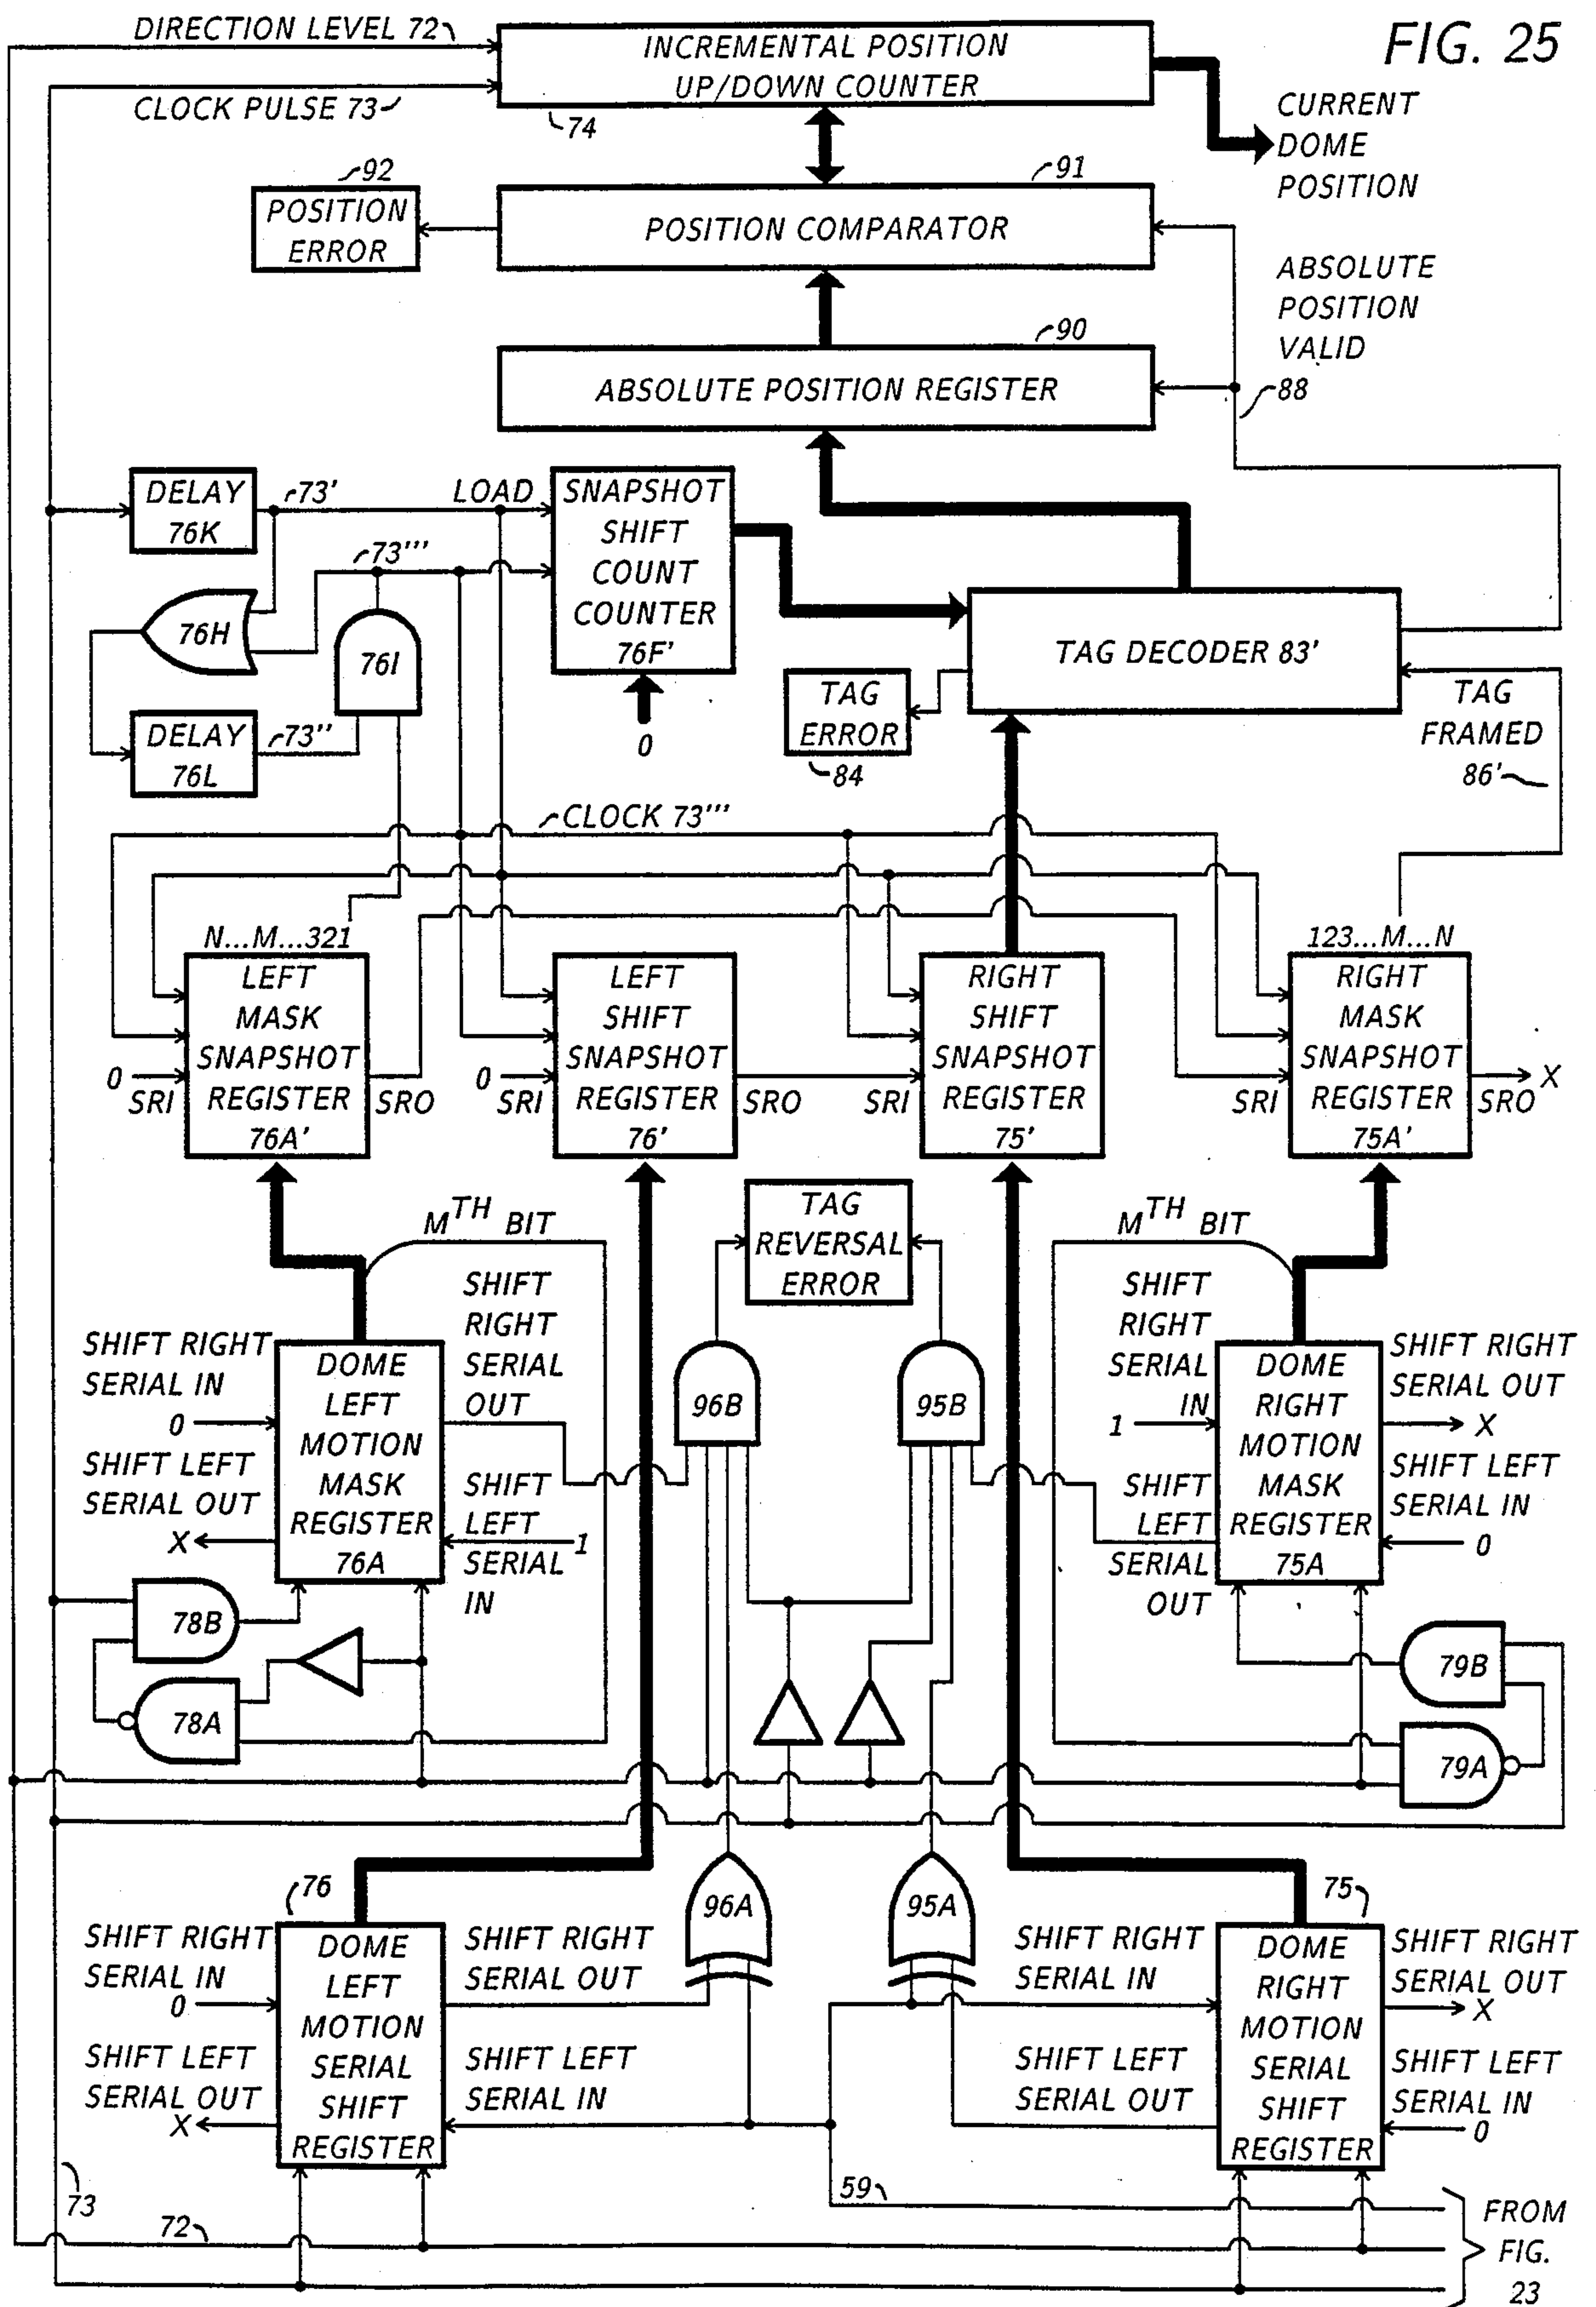 FIG. 25
DIRECTION LEVEL 72
CLOCK PULSE 73
INCREMENTAL POSITION
UP/DOWN COUNTER
74
CURRENT
DOME
POSITION
92
POSITION
ERROR
91
POSITION COMPARATOR
ABSOLUTE
POSITION
VALID
88
90
ABSOLUTE POSITION REGISTER
DELAY
76K
73'
LOAD
73'''
SNAPSHOT
SHIFT
COUNT
COUNTER
76F'
0
76H
76I
DELAY
76L
73''
TAG DECODER 83'
TAG
ERROR
84
TAG
FRAMED
86'
CLOCK 73'''
N...M...321
LEFT
MASK
SNAPSHOT
REGISTER
76A'
0
SRI
SRO
LEFT
SHIFT
SNAPSHOT
REGISTER
76'
0
SRI
SRO
RIGHT
SHIFT
SNAPSHOT
REGISTER
75'
SRI
123...M...N
RIGHT
MASK
SNAPSHOT
REGISTER
75A'
SRI
SRO
X
MTH BIT
TAG
REVERSAL
ERROR
MTH BIT
SHIFT RIGHT
SERIAL IN
0
SHIFT LEFT
SERIAL OUT
X
DOME
LEFT
MOTION
MASK
REGISTER
76A
SHIFT
RIGHT
SERIAL
OUT
SHIFT
LEFT
SERIAL
IN
1
96B
95B
SHIFT
RIGHT
SERIAL
IN
1
SHIFT
LEFT
SERIAL
OUT
DOME
RIGHT
MOTION
MASK
REGISTER
75A
SHIFT RIGHT
SERIAL OUT
X
SHIFT LEFT
SERIAL IN
0
78B
78A
79B
79A
76
SHIFT RIGHT
SERIAL IN
0
SHIFT LEFT
SERIAL OUT
X
DOME
LEFT
MOTION
SERIAL
SHIFT
REGISTER
SHIFT RIGHT
SERIAL OUT
SHIFT LEFT
SERIAL IN
96A
95A
SHIFT RIGHT
SERIAL IN
SHIFT LEFT
SERIAL OUT
75
DOME
RIGHT
MOTION
SERIAL
SHIFT
REGISTER
SHIFT RIGHT
SERIAL OUT
X
SHIFT LEFT
SERIAL IN
0
73
72
59
FROM
FIG.
23